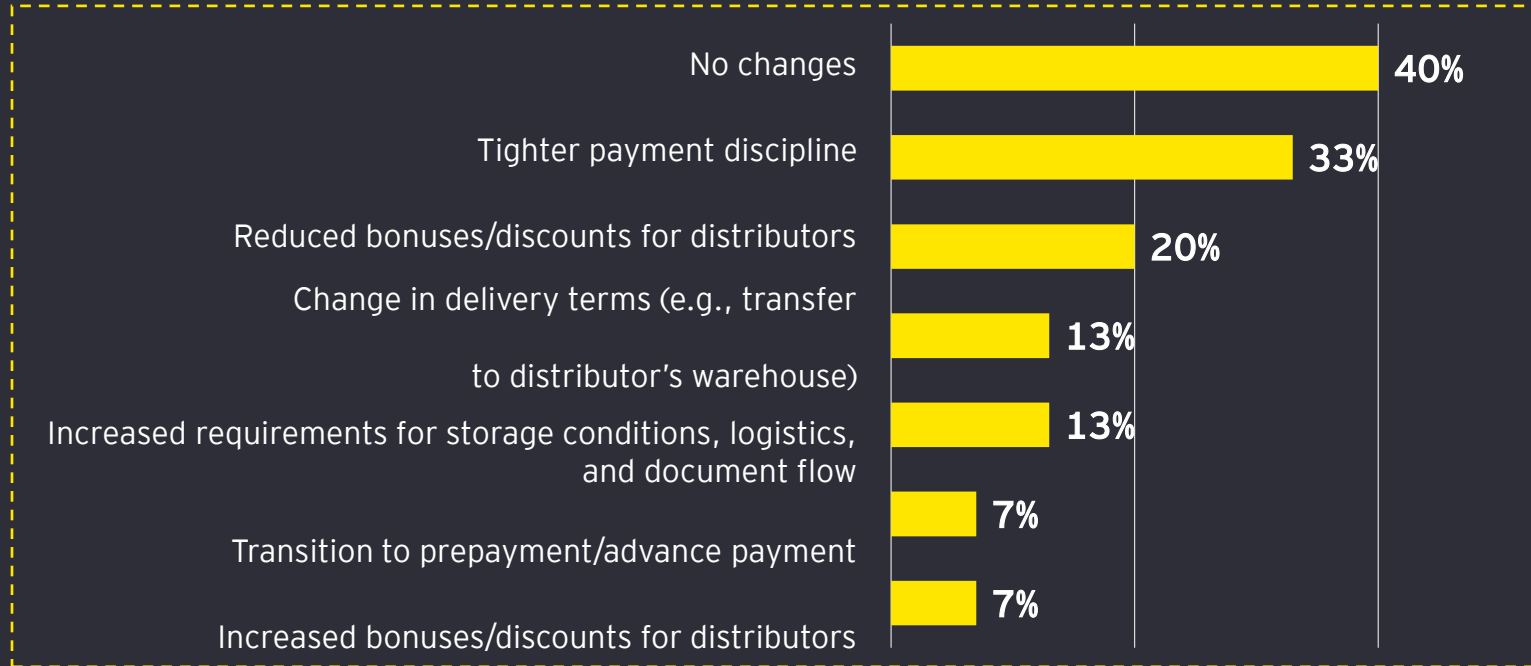 No changes
40%
Tighter payment discipline
33%
Reduced bonuses/discounts for distributors
20%
Change in delivery terms (e.g., transfer
to distributor’s warehouse)
13%
Increased requirements for storage conditions, logistics,
and document flow
13%
Transition to prepayment/advance payment
7%
Increased bonuses/discounts for distributors
7%